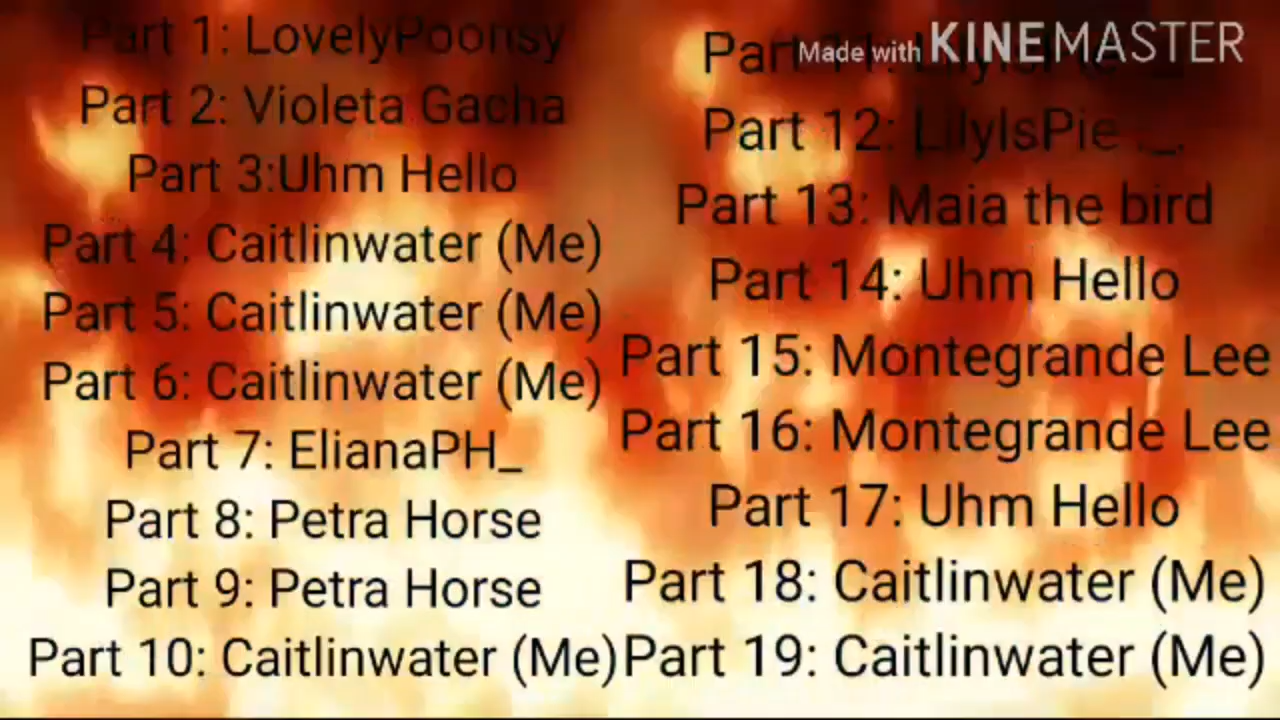 Part 1: LovelyPoonsy
Part 2: Violeta Gacha
Part 3:Uhm Hello
Part 4: Caitlinwater (Me)
Part 5: Caitlinwater (Me)
Part 6: Caitlinwater (Me)
Part 7: ElianaPH_
Part 8: Petra Horse
Part 9: Petra Horse
Part 10: Caitlinwater (Me)
Made with KINEMASTER
Part 11: LilyIsPie
Part 12: LilyIsPie ._.
Part 13: Maia the bird
Part 14: Uhm Hello
Part 15: Montegrande Lee
Part 16: Montegrande Lee
Part 17: Uhm Hello
Part 18: Caitlinwater (Me)
Part 19: Caitlinwater (Me)